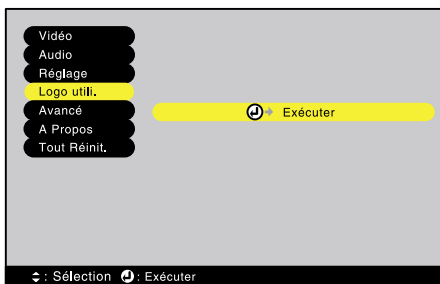 Vidéo
Audio
Réglage
Logo utili.
Avancé
Exécuter
A Propos
Tout Réinit.
: Sélection : Exécuter